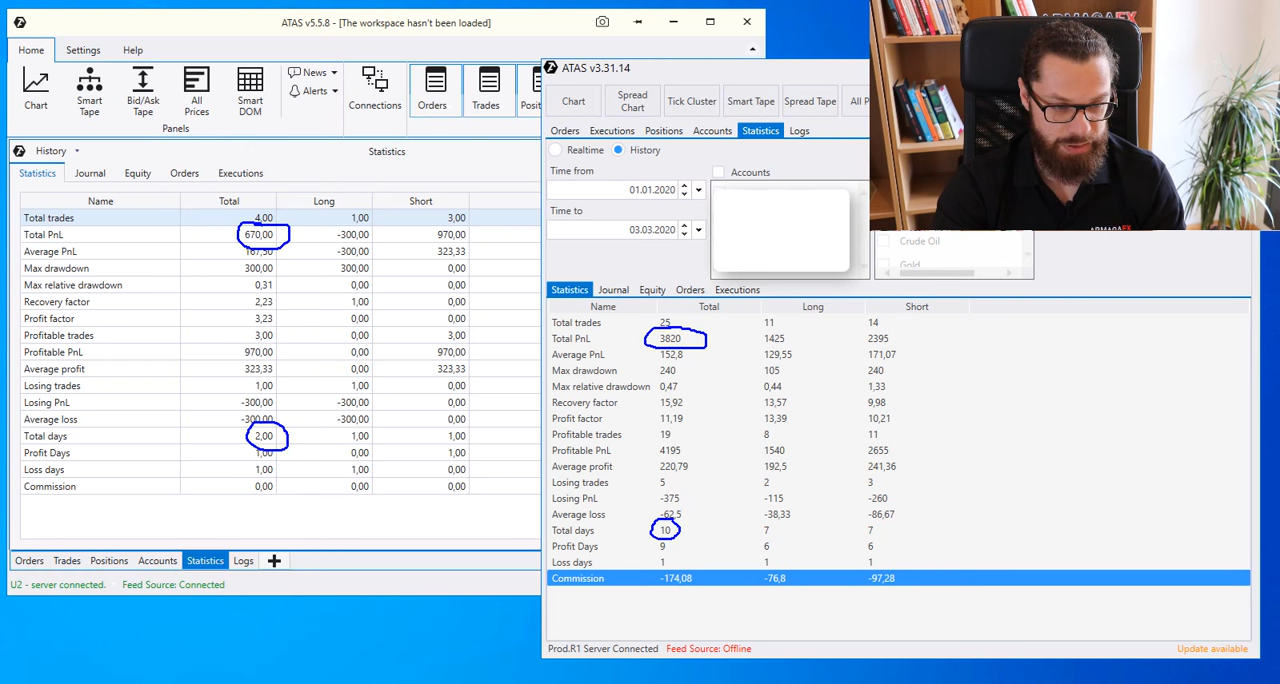 ATAS v5.5.8 - [The workspace hasn't been loaded]
Home Settings Help
Chart
Smart Tape
Bid/Ask Tape
All Prices
Smart DOM
News
Alerts
Connections
Orders
Trades
Panels
History
Statistics
Statistics Journal Equity Orders Executions
Name Total Long Short
Total trades 4,00 1,00 3,00
Total PnL 670,00 -300,00 970,00
Average PnL 167,50 -300,00 323,33
Max drawdown 300,00 300,00 0,00
Max relative drawdown 0,31 0,00 0,00
Recovery factor 2,23 1,00 0,00
Profit factor 3,23 0,00 0,00
Profitable trades 3,00 0,00 3,00
Profitable PnL 970,00 0,00 970,00
Average profit 323,33 0,00 323,33
Losing trades 1,00 1,00 0,00
Losing PnL -300,00 -300,00 0,00
Average loss -300,00 -300,00 0,00
Total days 2,00 1,00 1,00
Profit Days 1,00 0,00 1,00
Loss days 1,00 1,00 0,00
Commission 0,00 0,00 0,00
Orders Trades Positions Accounts Statistics Logs
U2 - server connected. Feed Source: Connected
ATAS v3.31.14
Chart
Spread Chart
Tick Cluster
Smart Tape
Spread Tape
Orders Executions Positions Accounts Statistics Logs
Realtime History
Time from
01.01.2020
Time to
03.03.2020
Accounts
Crude Oil
Gold
Statistics Journal Equity Orders Executions
Name Total Long Short
Total trades 25 11 14
Total PnL 3820 1425 2395
Average PnL 152,8 129,55 171,07
Max drawdown 240 105 240
Max relative drawdown 0,47 0,44 1,33
Recovery factor 15,92 13,57 9,98
Profit factor 11,19 13,39 10,21
Profitable trades 19 8 11
Profitable PnL 4195 1540 2655
Average profit 220,79 192,5 241,36
Losing trades 5 2 3
Losing PnL -375 -115 -260
Average loss -62,5 -38,33 -86,67
Total days 10 7 7
Profit Days 9 6 6
Loss days 1 1 1
Commission -174,08 -76,8 -97,28
Prod.R1 Server Connected Feed Source: Offline
Update available